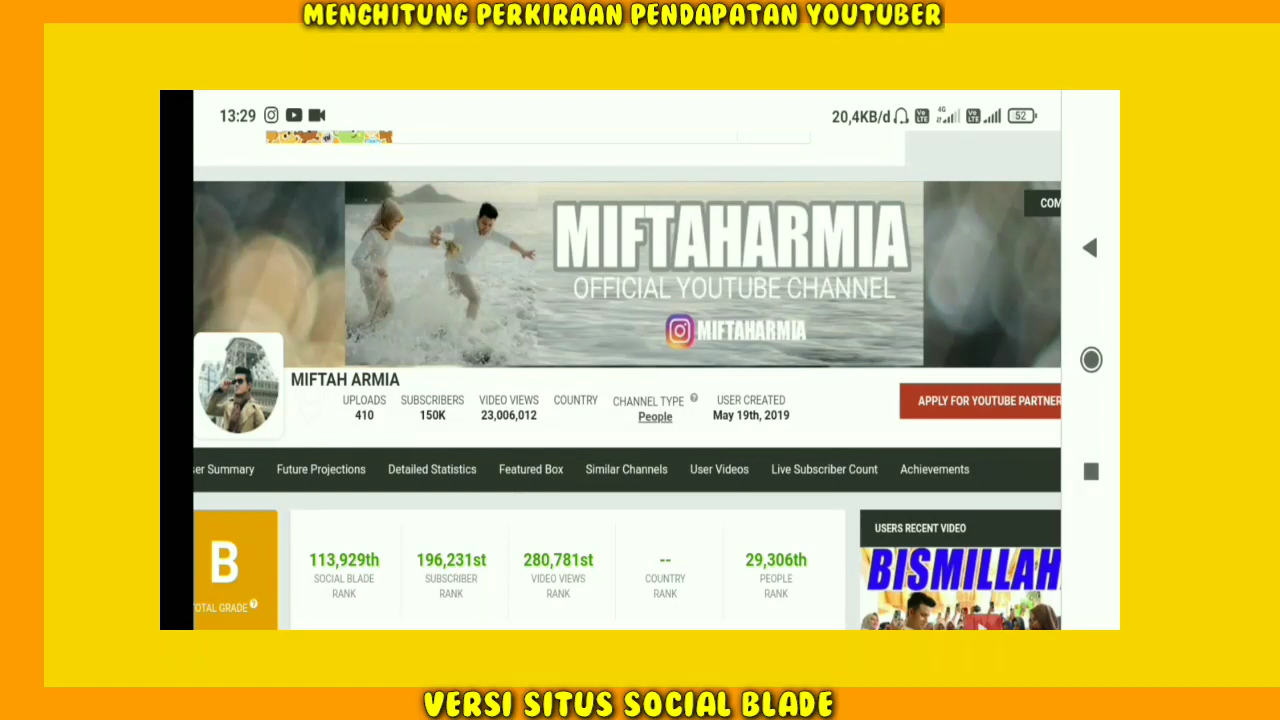 MENGHITUNG PERKIRAAN PENDAPATAN YOUTUBER
13:29
20,4KB/d
4G
52
COM
MIFTAHARMIA
OFFICIAL YOUTUBE CHANNEL
MIFTAHARMIA
MIFTAH ARMIA
UPLOADS SUBSCRIBERS VIDEO VIEWS COUNTRY CHANNEL TYPE USER CREATED
410 150K 23,006,012 People May 19th, 2019
APPLY FOR YOUTUBE PARTNER
ser Summary Future Projections Detailed Statistics Featured Box Similar Channels User Videos Live Subscriber Count Achievements
B
OTAL GRADE
113,929th 196,231st 280,781st -- 29,306th
SOCIAL BLADE SUBSCRIBER VIDEO VIEWS COUNTRY PEOPLE
RANK RANK RANK RANK RANK
USERS RECENT VIDEO
BISMILLAH
VERSI SITUS SOCIAL BLADE